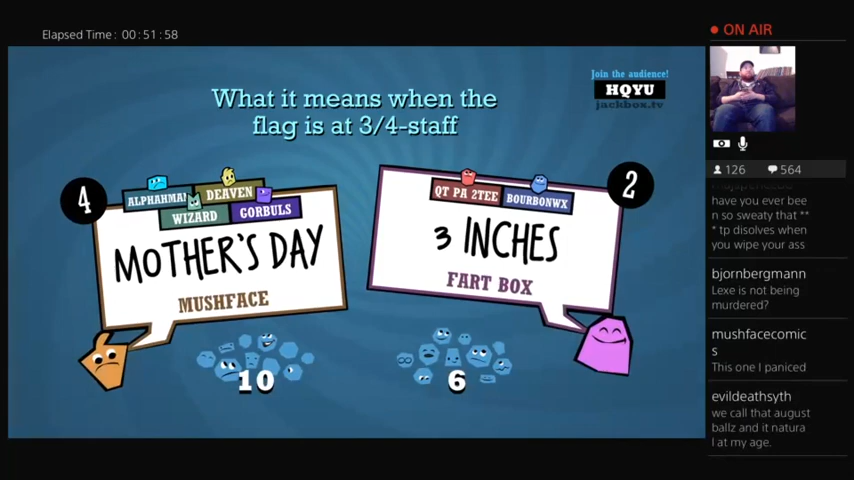 Elapsed Time : 00:51:58
ON AIR
What it means when the
flag is at 3/4-staff
Join the audience!
HQYU
jackbox.tv
4
DEAVEN
WIZARD
GORBULS
MOTHER'S DAY
MUSHFACE
10
2
QT PA 2TEE
BOURBONWX
3 INCHES
FART BOX
6
126
564
have you ever bee
n so sweaty that **
* tp disolves when
you wipe your ass
bjornbergmann
Lexe is not being
murdered?
mushfacecomic
s
This one I paniced
evildeathsyth
we call that august
ballz and it natura
l at my age.